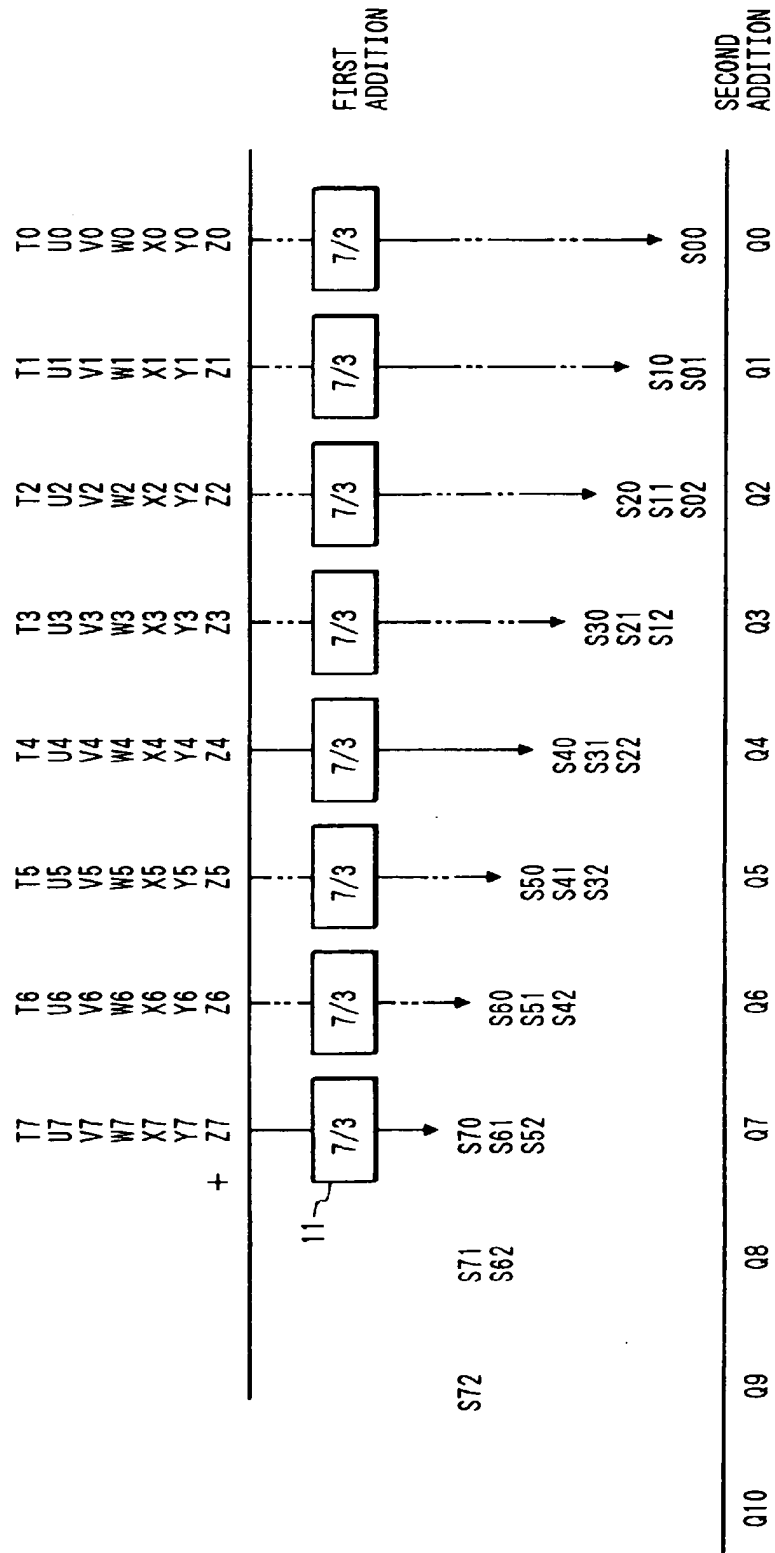 T7 T6 T5 T4 T3 T2 T1 T0
U7 U6 U5 U4 U3 U2 U1 U0
V7 V6 V5 V4 V3 V2 V1 V0
W7 W6 W5 W4 W3 W2 W1 W0
X7 X6 X5 X4 X3 X2 X1 X0
Y7 Y6 Y5 Y4 Y3 Y2 Y1 Y0
+ Z7 Z6 Z5 Z4 Z3 Z2 Z1 Z0
11 7/3 7/3 7/3 7/3 7/3 7/3 7/3 7/3
FIRST
ADDITION
S72 S71 S70
S62 S61 S60
S52 S51 S50
S42 S41 S40
S32 S31 S30
S22 S21 S20
S12 S11 S10
S02 S01 S00
Q10 Q9 Q8 Q7 Q6 Q5 Q4 Q3 Q2 Q1 Q0
SECOND
ADDITION